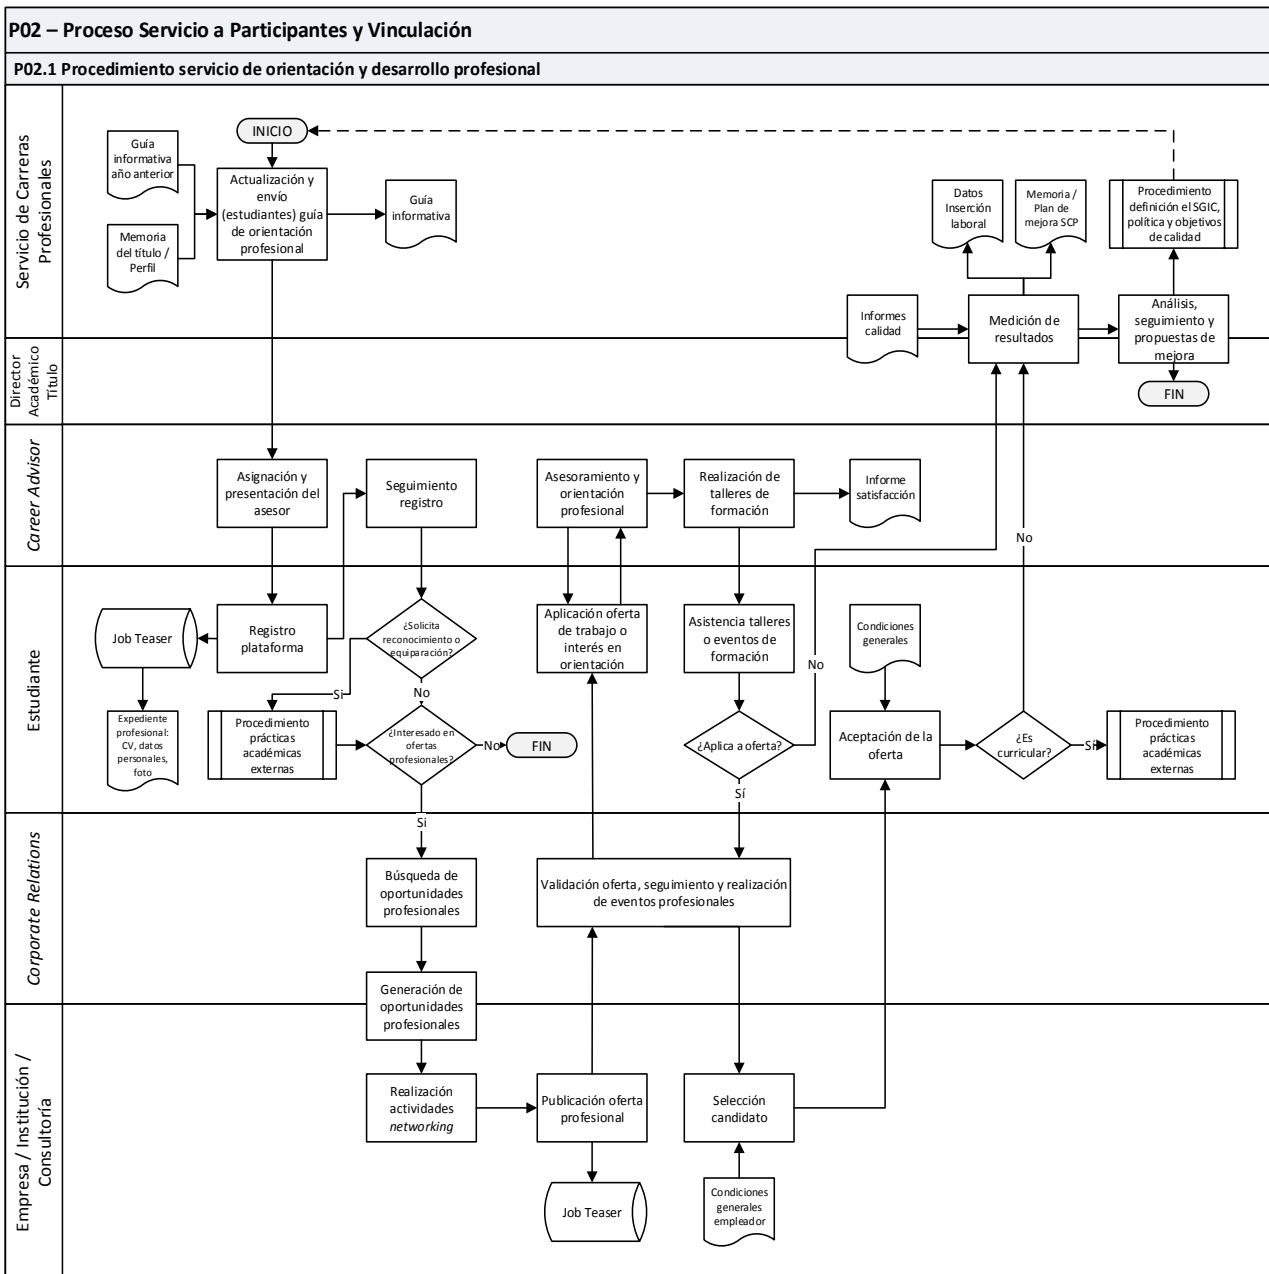 P02 – Proceso Servicio a Participantes y Vinculación
P02.1 Procedimiento servicio de orientación y desarrollo profesional
Servicio de Carreras
Profesionales
INICIO
Guía
informativa
año anterior
Memoria
del título /
Perfil
Actualización y
envío
(estudiantes) guía
de orientación
profesional
Guía
informativa
Datos
Inserción
laboral
Memoria /
Plan de
mejora SCP
Procedimiento
definición el SGIC,
política y objetivos
de calidad
Informes
calidad
Medición de
resultados
Análisis,
seguimiento y
propuestas de
mejora
Director
Académico
Título
FIN
Career Advisor
Asignación y
presentación del
asesor
Seguimiento
registro
Asesoramiento y
orientación
profesional
Realización de
talleres de
formación
Informe
satisfacción
No
Estudiante
Job Teaser
Registro
plataforma
¿Solicita
reconocimiento o
equiparación?
Aplicación oferta
de trabajo o
interés en
orientación
Asistencia talleres
o eventos de
formación
Condiciones
generales
No
Si
No
Expediente
profesional:
CV, datos
personales,
foto
Procedimiento
prácticas
académicas
externas
¿Interesado en
ofertas
profesionales?
No
FIN
¿Aplica a oferta?
Aceptación de la
oferta
¿Es
curricular?
Sí
Procedimiento
prácticas
académicas
externas
Sí
Si
Corporate Relations
Búsqueda de
oportunidades
profesionales
Validación oferta, seguimiento y realización
de eventos profesionales
Generación de
oportunidades
profesionales
Empresa / Institución /
Consultoría
Realización
actividades
networking
Publicación oferta
profesional
Selección
candidato
Job Teaser
Condiciones
generales
empleador